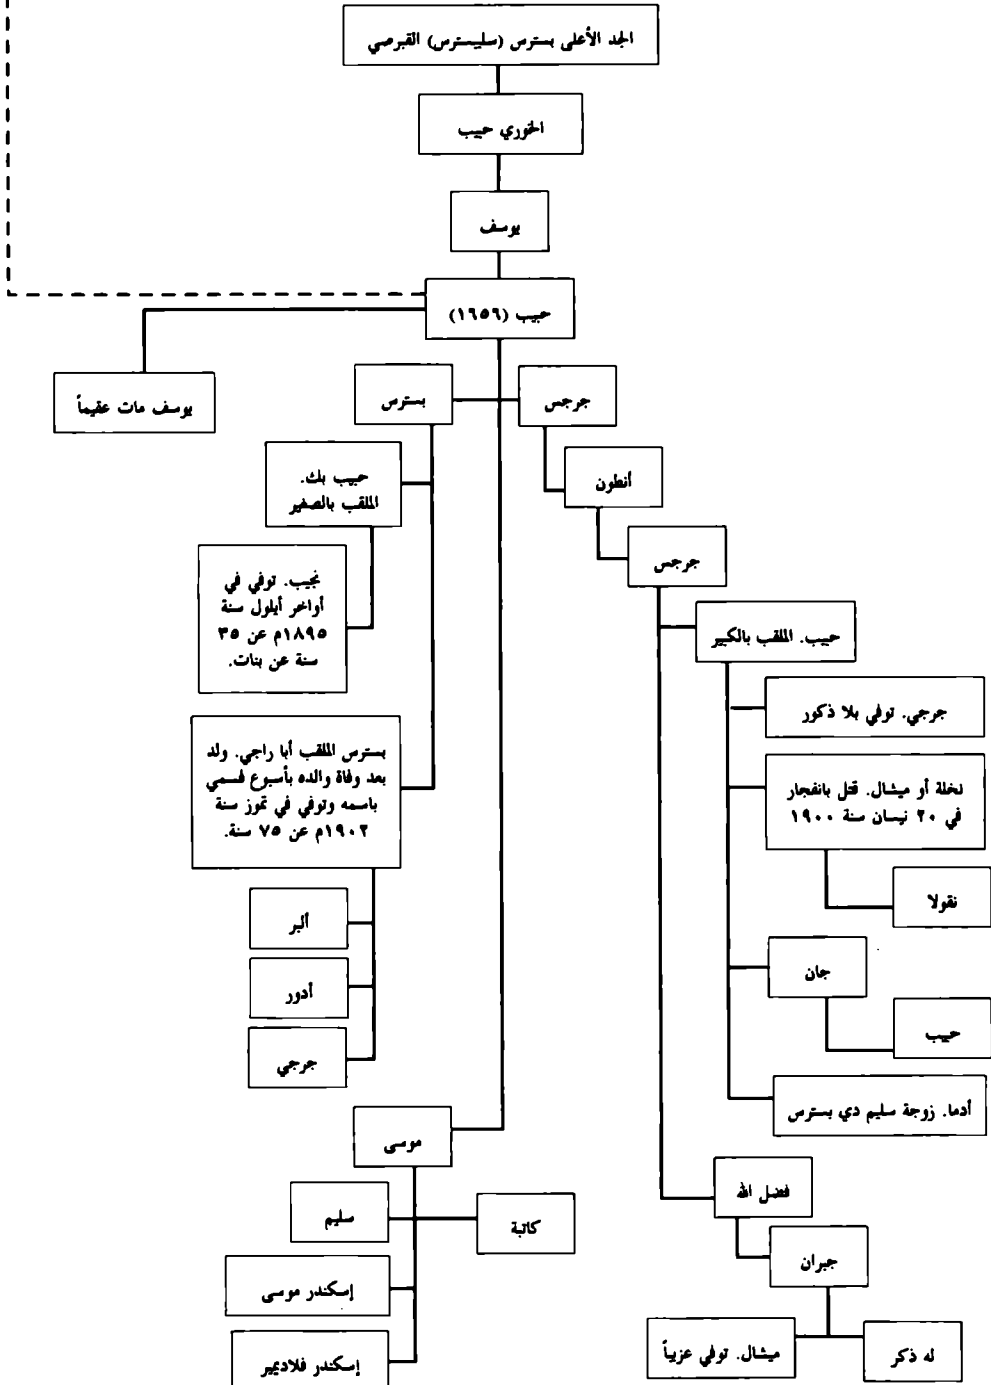 الجد الأعلى بسترس (سليسترس) القبرصي
الخوري حبيب
يوسف
حبيب (١٦٥٦)
يوسف مات عقيماً
بسترس
جرجس
حبيب بك.
الملقب بالصغير
نجيب. توفي في
أواخر أيلول سنة
١٨٩٥م عن ٣٥
سنة عن بنات.
بسترس الملقب أبا راجي. ولد
بعد وفاة والده بأسبوع فسمي
باسمه وتوفي في تموز سنة
١٩٠٢م عن ٧٥ سنة.
ألبر
أدور
جرجي
أنطون
جرجس
حبيب. الملقب بالكبير
جرجي. توفي بلا ذكور
نخلة أو ميشال. قتل بانفجار
في ٢٠ نيسان سنة ١٩٠٠
نقولا
جان
حبيب
أدما. زوجة سليم دي بسترس
فضل الله
جبران
له ذكر
ميشال. توفي عزيباً
موسى
كاتبة
سليم
إسكندر موسى
إسكندر فلاديمير